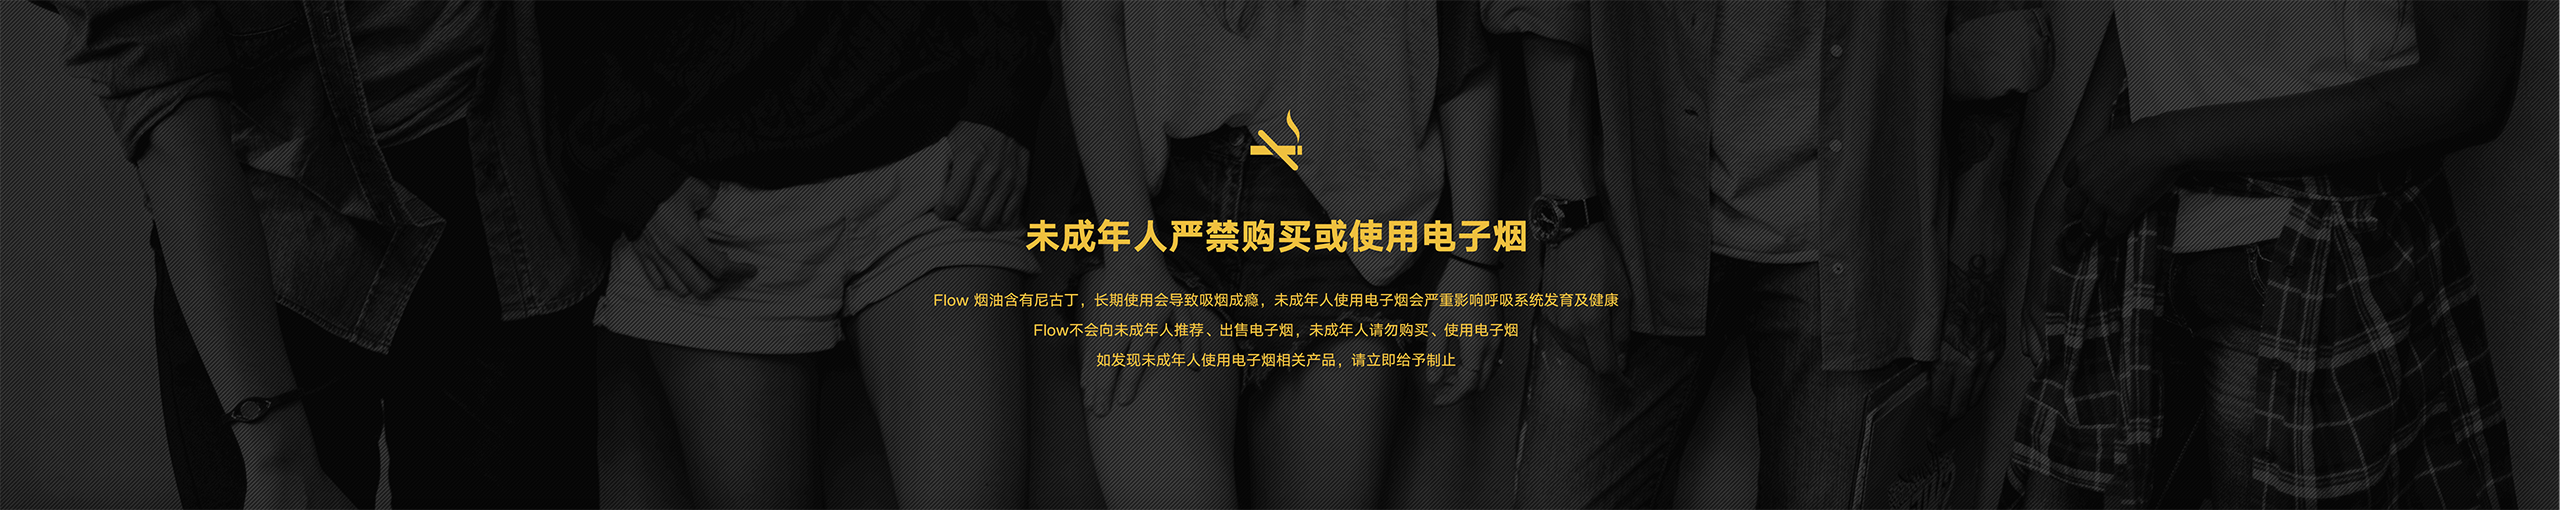 未成年人严禁购买或使用电子烟
Flow 烟油含有尼古丁，长期使用会导致吸烟成瘾，未成年人使用电子烟会严重影响呼吸系统发育及健康
Flow不会向未成年人推荐、出售电子烟，未成年人请勿购买、使用电子烟
如发现未成年人使用电子烟相关产品，请立即给予制止